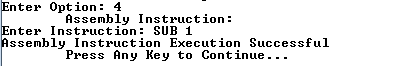 Enter Option: 4
Assembly Instruction:
Enter Instruction: SUB 1
Assembly Instruction Execution Successful
Press Any Key to Continue...